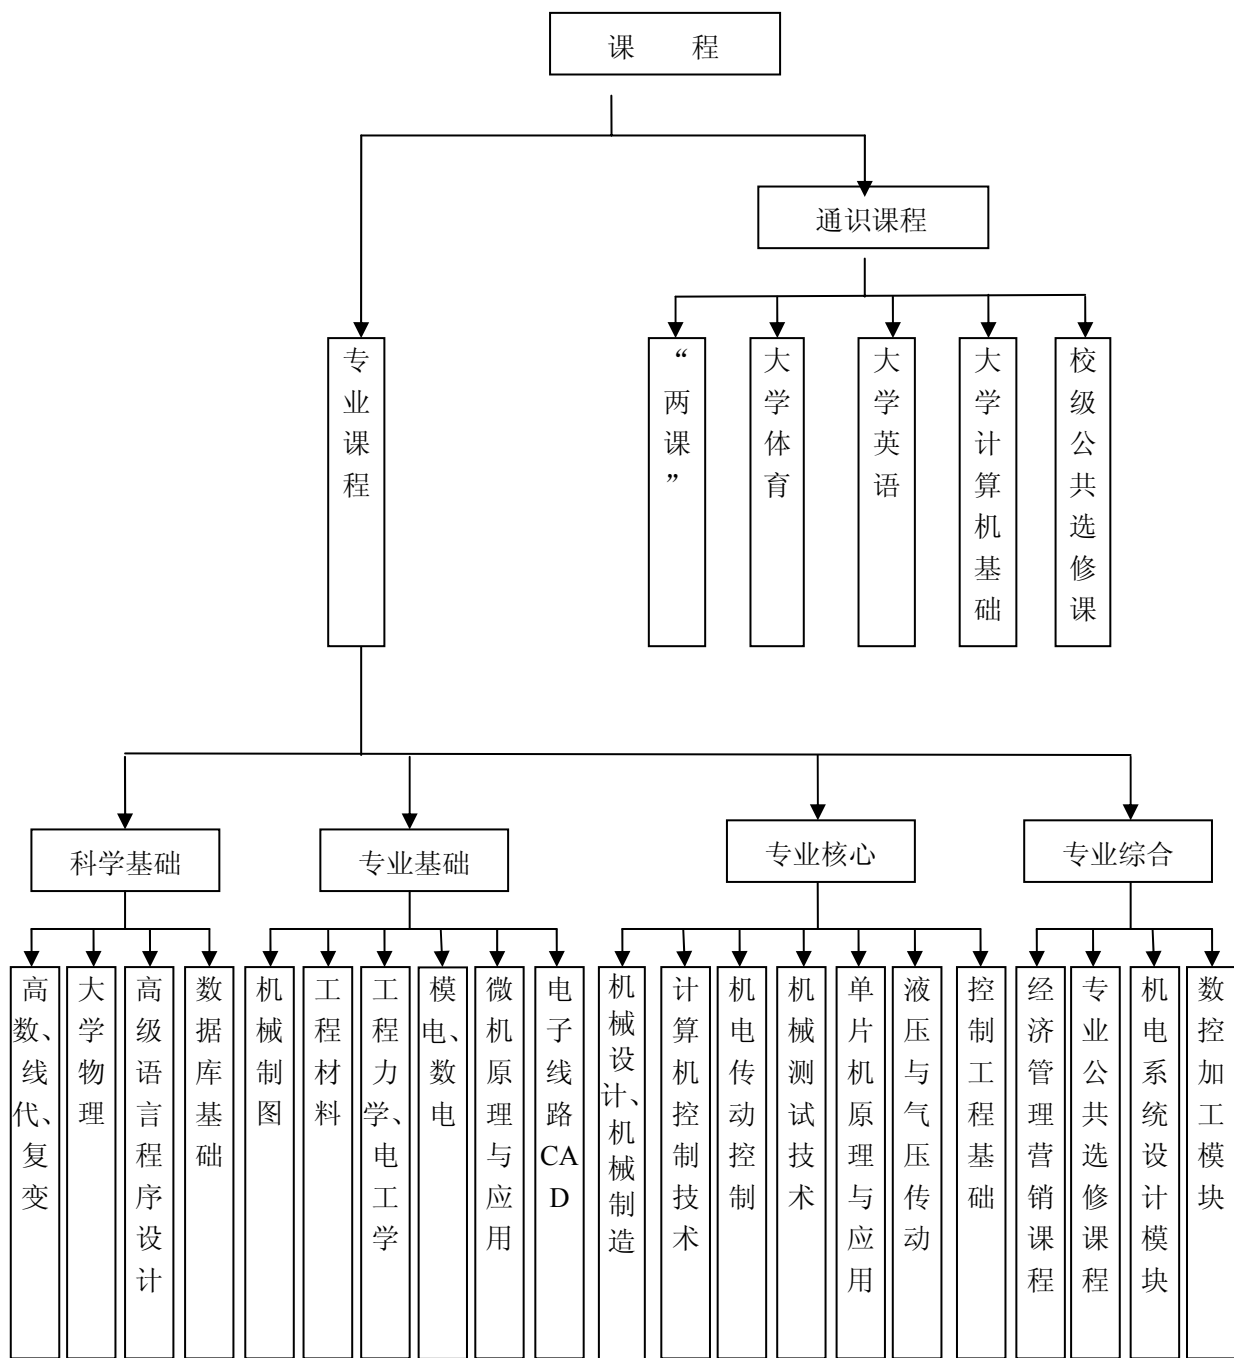 课 程
通识课程
专业课程
“两课”
大学体育
大学英语
大学计算机基础
校级公共选修课
科学基础
专业基础
专业核心
专业综合
高数、线代、复变
大学物理
高级语言程序设计
数据库基础
机械制图
工程材料
工程力学、电工学
模电、数电
微机原理与应用
电子线路CAD
机械设计、机械制造
计算机控制技术
机电传动控制
机械测试技术
单片机原理与应用
液压与气压传动
控制工程基础
经济管理营销课程
专业公共选修课程
机电系统设计模块
数控加工模块